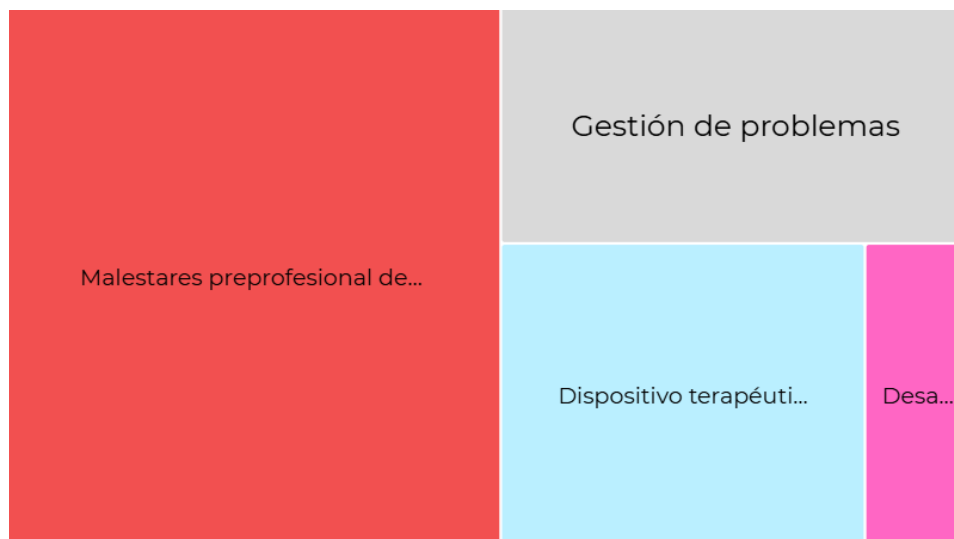 Gestión de problemas
Malestares preprofesional de...
Dispositivo terapéuti...
Desa...